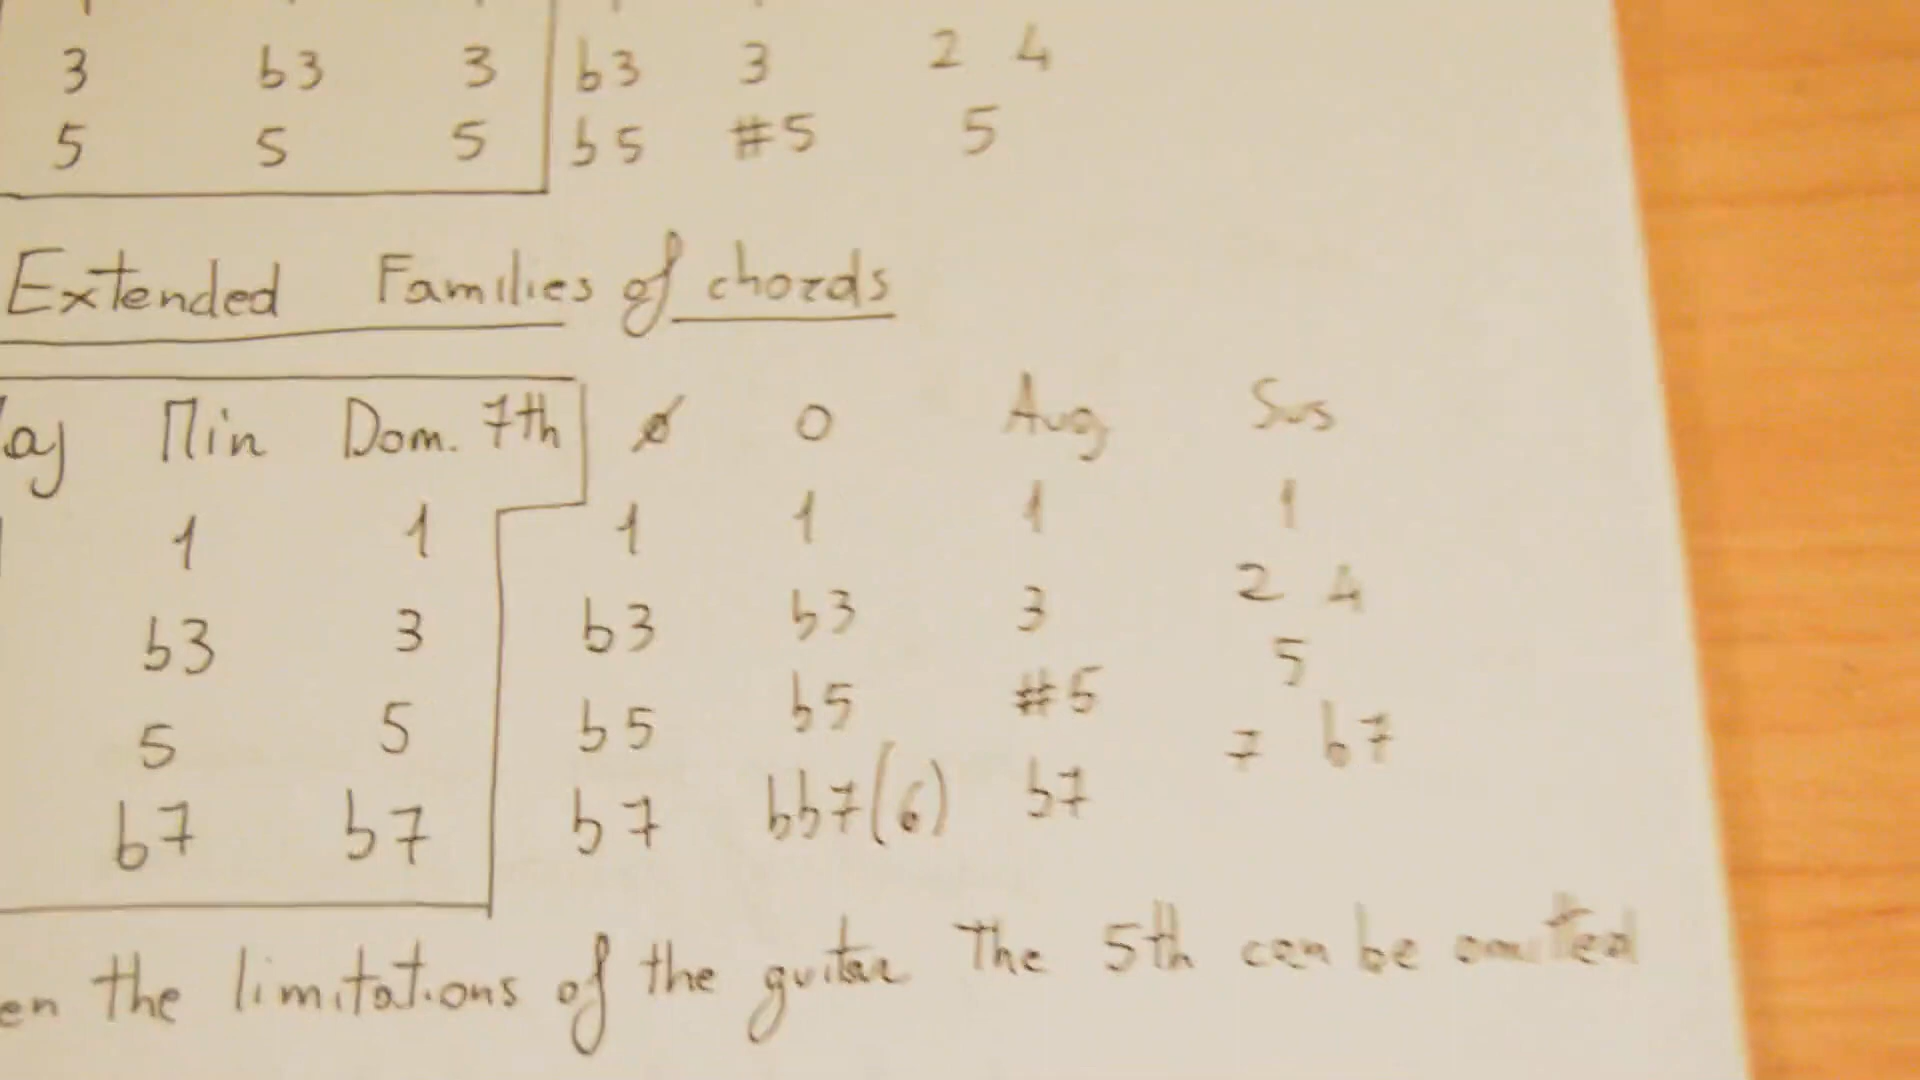 3 b3 3 b3 3 2 4
5 5 5 b5 #5 5
Extended Families of chords
aj Min Dom. 7th ø o Aug Sus
1 1 1 1 1 1
b3 3 b3 b3 3 2 4
5 5 b5 b5 #5 5
b7 b7 b7 bb7(6) b7 7 b7
en the limitations of the guitar The 5th can be omitted